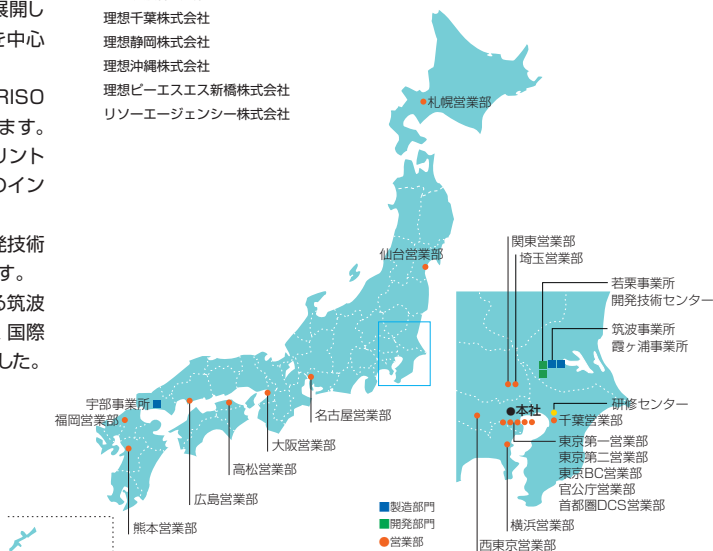 展開し
を中心
RISO
ます。
リント
のイン
発技術
す。
る筑波
、国際
した。
理想千葉株式会社
理想静岡株式会社
理想沖縄株式会社
理想ビーエスエス新橋株式会社
リソーエージェンシー株式会社
札幌営業部
仙台営業部
関東営業部
埼玉営業部
若栗事業所
開発技術センター
筑波事業所
霞ヶ浦事業所
宇部事業所
福岡営業部
名古屋営業部
大阪営業部
高松営業部
広島営業部
熊本営業部
本社
研修センター
千葉営業部
東京第一営業部
東京第二営業部
東京BC営業部
官公庁営業部
首都圏DCS営業部
横浜営業部
西東京営業部
製造部門
開発部門
営業部